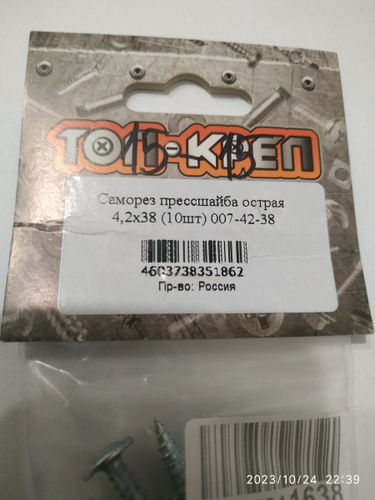 ТОП-КРЕП
15
Саморез прессшайба острая
4,2х38 (10шт) 007-42-38
4603738351862
Пр-во: Россия
2023/10/24 22:39